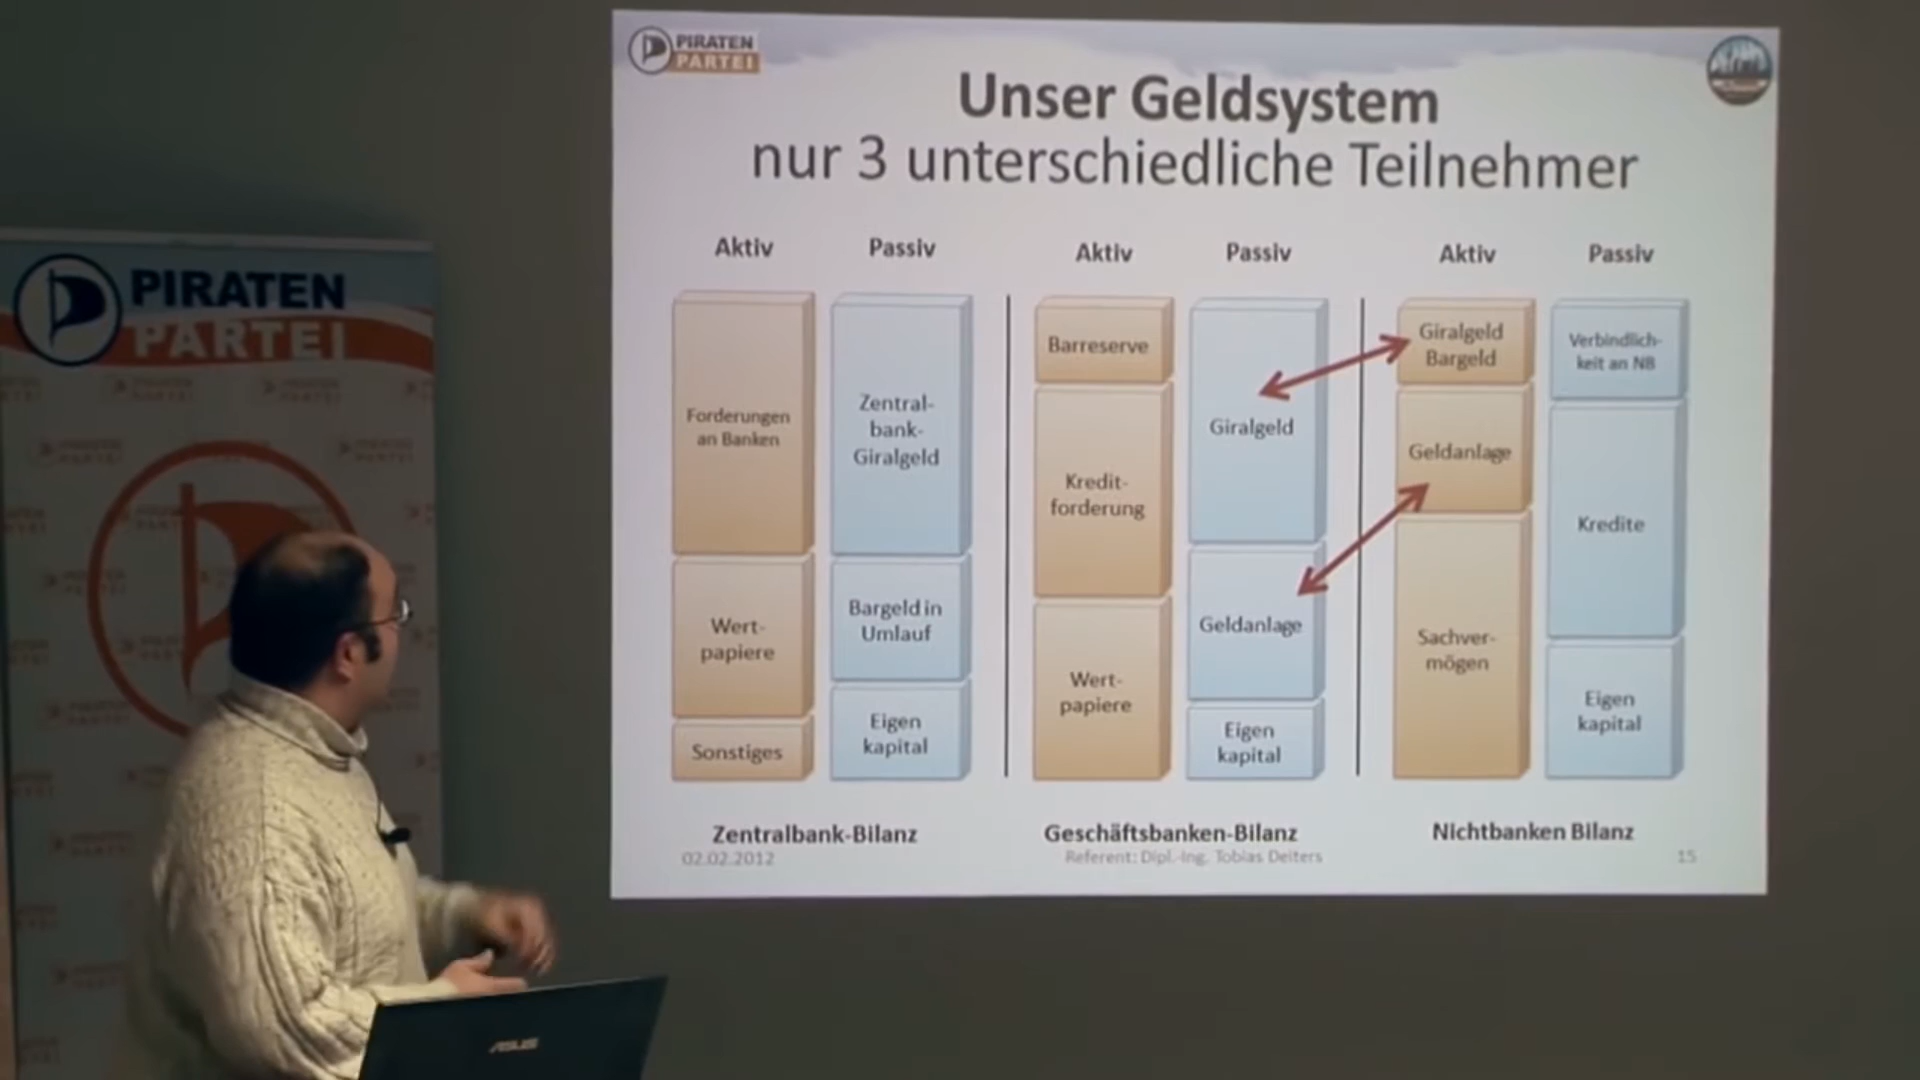 PIRATEN
PARTEI
Unser Geldsystem
nur 3 unterschiedliche Teilnehmer
Aktiv
Passiv
Aktiv
Passiv
Aktiv
Passiv
Forderungen
an Banken
Wert-
papiere
Sonstiges
Zentral-
bank-
Giralgeld
Bargeld in
Umlauf
Eigen
kapital
Barreserve
Kredit-
forderung
Wert-
papiere
Giralgeld
Geldanlage
Eigen
kapital
Giralgeld
Bargeld
Geldanlage
Sachver-
mögen
Verbindlich-
keit an NB
Kredite
Eigen
kapital
Zentralbank-Bilanz
Geschäftsbanken-Bilanz
Nichtbanken Bilanz
02.02.2012
Referent: Dipl.-Ing. Tobias Deiters
15
PIRATEN
PARTEI
ASUS